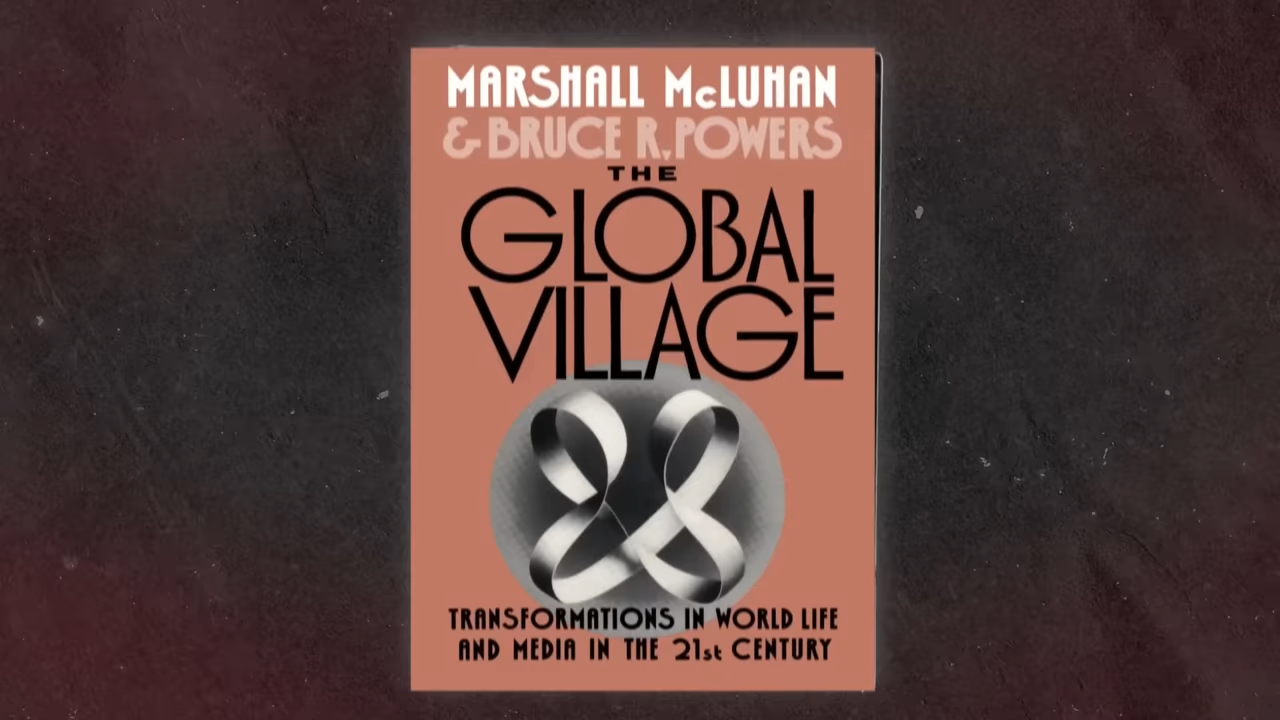 MARSHALL McLUHAN
& BRUCE R. POWERS
THE
GLOBAL
VILLAGE
TRANSFORMATIONS IN WORLD LIFE
AND MEDIA IN THE 21st CENTURY